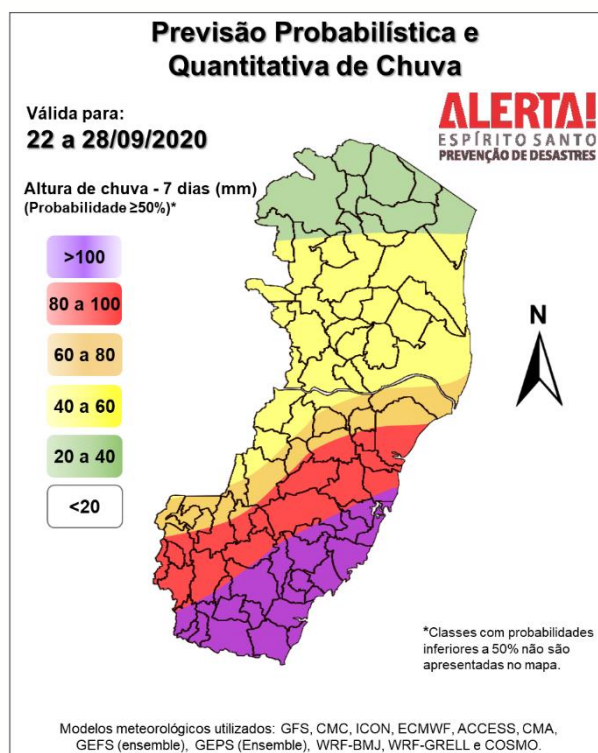 Previsão Probabilística e
Quantitativa de Chuva
Válida para:
22 a 28/09/2020
ALERTA!
ESPÍRITO SANTO
PREVENÇÃO DE DESASTRES
Altura de chuva - 7 dias (mm)
(Probabilidade ≥50%)*
>100
80 a 100
60 a 80
40 a 60
20 a 40
<20
N
*Classes com probabilidades
inferiores a 50% não são
apresentadas no mapa.
Modelos meteorológicos utilizados: GFS, CMC, ICON, ECMWF, ACCESS, CMA,
GEFS (ensemble), GEPS (Ensemble), WRF-BMJ, WRF-GRELL e COSMO.